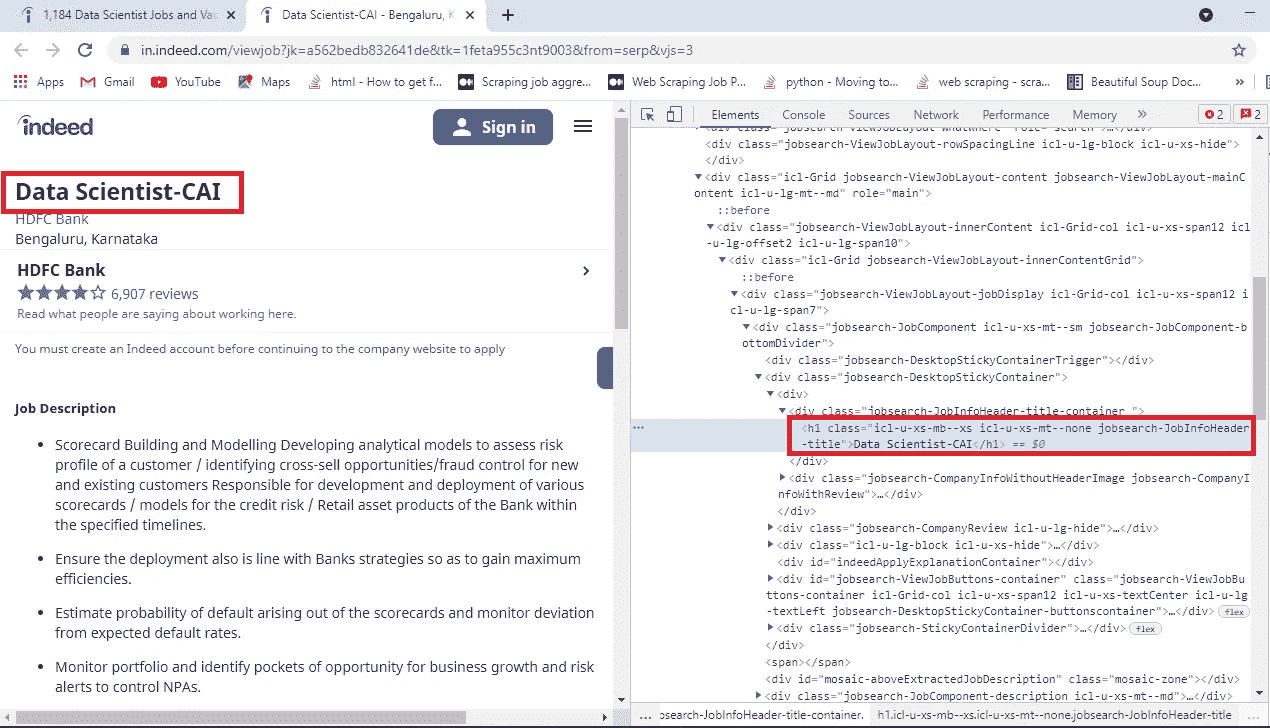 1,184 Data Scientist Jobs and Vac
Data Scientist-CAI - Bengaluru, K
in.indeed.com/viewjob?jk=a562bedb832641de&tk=1feta955c3nt9003&from=serp&vjs=3
Apps Gmail YouTube Maps html - How to get f... Scraping job aggre... Web Scraping Job P... python - Moving to... web scraping - scra... Beautiful Soup Doc... »
indeed
Sign in
Data Scientist-CAI
HDFC Bank
Bengaluru, Karnataka
HDFC Bank
6,907 reviews
Read what people are saying about working here.
You must create an Indeed account before continuing to the company website to apply
Job Description
• Scorecard Building and Modelling Developing analytical models to assess risk
profile of a customer / identifying cross-sell opportunities/fraud control for new
and existing customers Responsible for development and deployment of various
scorecards / models for the credit risk / Retail asset products of the Bank within
the specified timelines.
• Ensure the deployment also is line with Banks strategies so as to gain maximum
efficiencies.
• Estimate probability of default arising out of the scorecards and monitor deviation
from expected default rates.
• Monitor portfolio and identify pockets of opportunity for business growth and risk
alerts to control NPAs.
Elements Console Sources Network Performance Memory » 2 2
<div class="jobsearch-ViewJobLayout-whatWhere" role="search">…</div>
<div class="jobsearch-ViewJobLayout-rowSpacingLine icl-u-lg-block icl-u-xs-hide">
</div>
<div class="icl-Grid jobsearch-ViewJobLayout-content jobsearch-ViewJobLayout-mainC
ontent icl-u-lg-mt--md" role="main">
::before
<div class="jobsearch-ViewJobLayout-innerContent icl-Grid-col icl-u-xs-span12 icl
-u-lg-offset2 icl-u-lg-span10">
<div class="icl-Grid jobsearch-ViewJobLayout-innerContentGrid">
::before
<div class="jobsearch-ViewJobLayout-jobDisplay icl-Grid-col icl-u-xs-span12 i
cl-u-lg-span7">
<div class="jobsearch-JobComponent icl-u-xs-mt--sm jobsearch-JobComponent-b
ottomDivider">
<div class="jobsearch-DesktopStickyContainerTrigger"></div>
<div class="jobsearch-DesktopStickyContainer">
<div>
<div class="jobsearch-JobInfoHeader-title-container ">
<h1 class="icl-u-xs-mb--xs icl-u-xs-mt--none jobsearch-JobInfoHeader
-title">Data Scientist-CAI</h1> == $0
</div>
<div class="jobsearch-CompanyInfoWithoutHeaderImage jobsearch-CompanyI
nfoWithReview">…</div>
</div>
<div class="jobsearch-CompanyReview icl-u-lg-hide">…</div>
<div class="icl-u-lg-block icl-u-xs-hide">…</div>
<div id="indeedApplyExplanationContainer"></div>
<div id="jobsearch-ViewJobButtons-container" class="jobsearch-ViewJobBu
ttons-container icl-Grid-col icl-u-xs-span12 icl-u-xs-textCenter icl-u-lg
-textLeft jobsearch-DesktopStickyContainer-buttonscontainer">…</div> flex
<div class="jobsearch-StickyContainerDivider">…</div> flex
</div>
<span></span>
<div id="mosaic-aboveExtractedJobDescription" class="mosaic-zone"></div>
<div class="jobsearch-JobComponent-description icl-u-xs-mt--md">…</div>
... bsearch-JobInfoHeader-title-container. h1.icl-u-xs-mb--xs.icl-u-xs-mt--none.jobsearch-JobInfoHeader-title ...